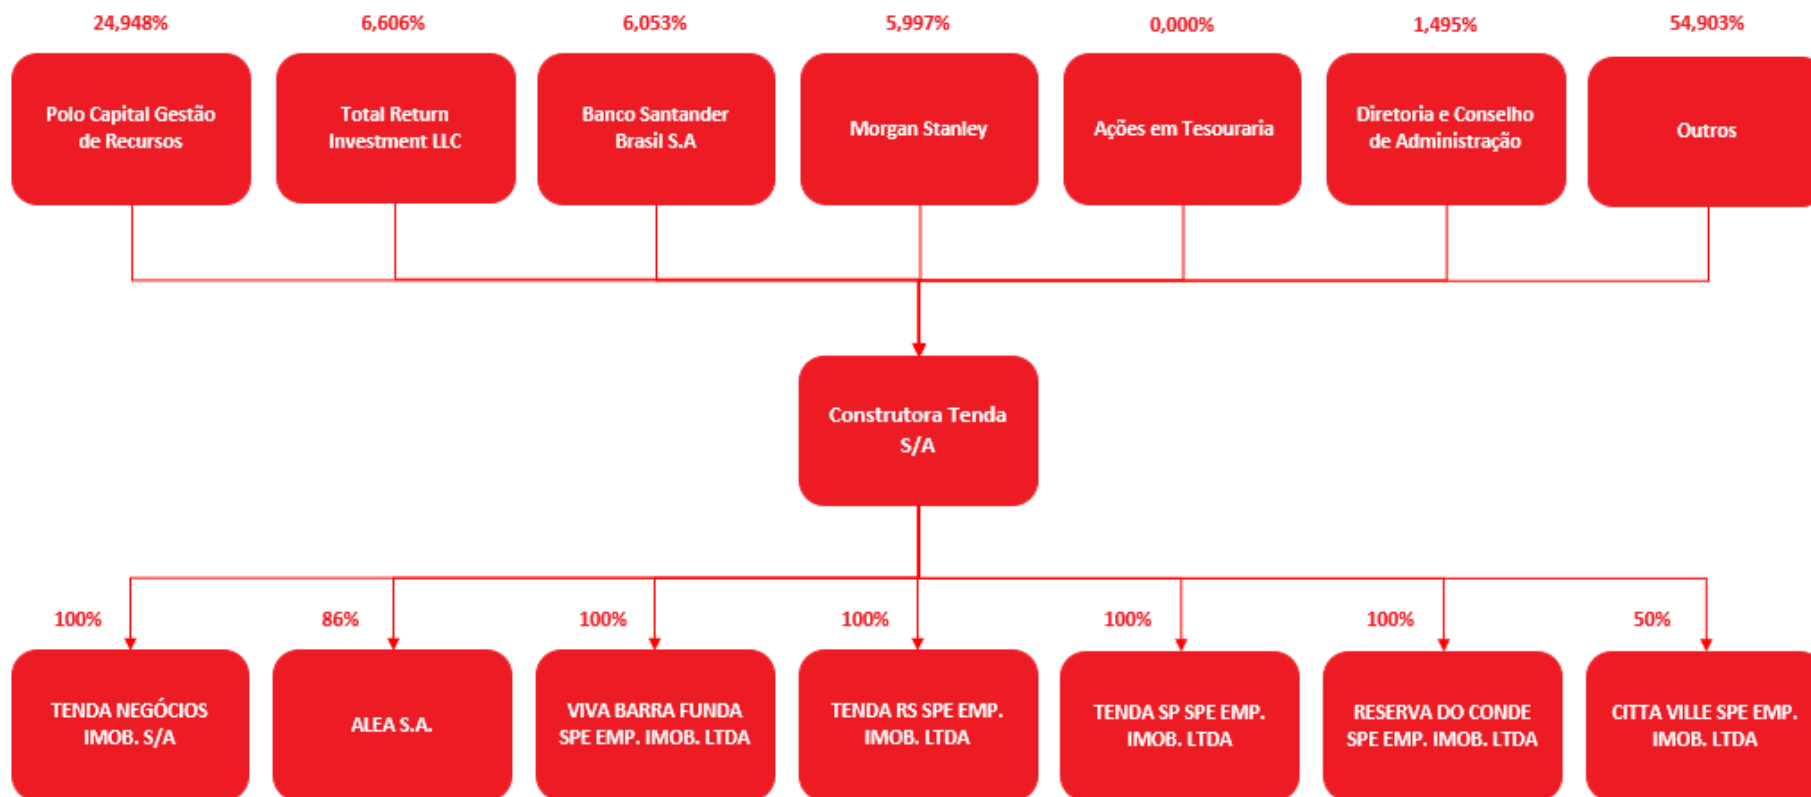 24,948%
6,606%
6,053%
5,997%
0,000%
1,495%
54,903%
Polo Capital Gestão
de Recursos
Total Return
Investment LLC
Banco Santander
Brasil S.A
Morgan Stanley
Ações em Tesouraria
Diretoria e Conselho
de Administração
Outros
Construtora Tenda
S/A
100%
86%
100%
100%
100%
100%
50%
TENDA NEGÓCIOS
IMOB. S/A
ALEA S.A.
VIVA BARRA FUNDA
SPE EMP. IMOB. LTDA
TENDA RS SPE EMP.
IMOB. LTDA
TENDA SP SPE EMP.
IMOB. LTDA
RESERVA DO CONDE
SPE EMP. IMOB. LTDA
CITTA VILLE SPE EMP.
IMOB. LTDA